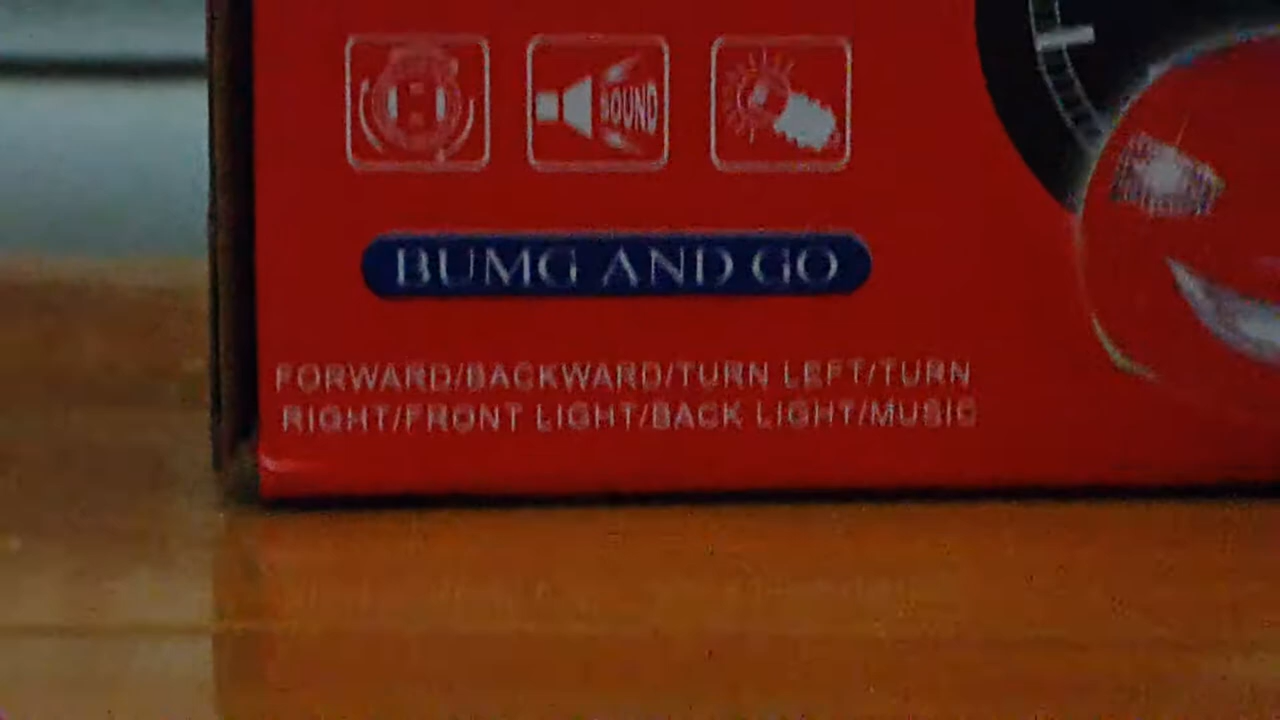 SOUND
BUMG AND GO
FORWARD/BACKWARD/TURN LEFT/TURN
RIGHT/FRONT LIGHT/BACK LIGHT/MUSIC